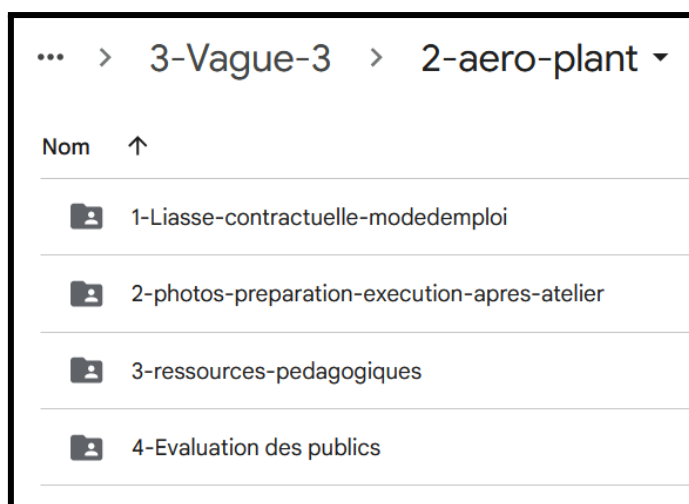 ... > 3-Vague-3 > 2-aero-plant
Nom
1-Liasse-contractuelle-modedemploi
2-photos-preparation-execution-apres-atelier
3-ressources-pedagogiques
4-Evaluation des publics